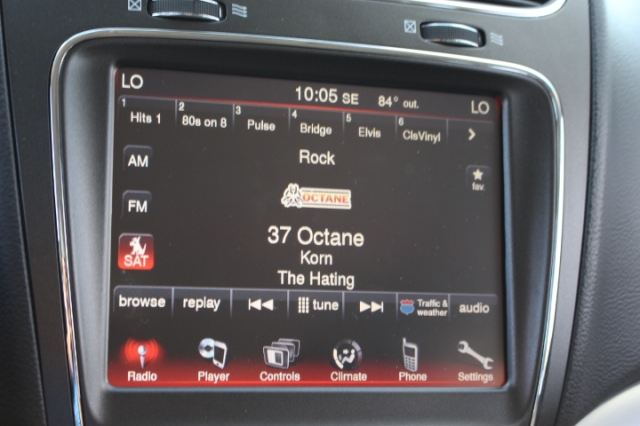 LO 10:05 SE 84° out. LO
1 Hits 1 2 80s on 8 3 Pulse 4 Bridge 5 Elvis 6 ClsVinyl
AM Rock
fav.
FM OCTANE
37 Octane
SAT Korn
The Hating
browse replay tune Traffic & weather audio
Radio Player Controls Climate Phone Settings